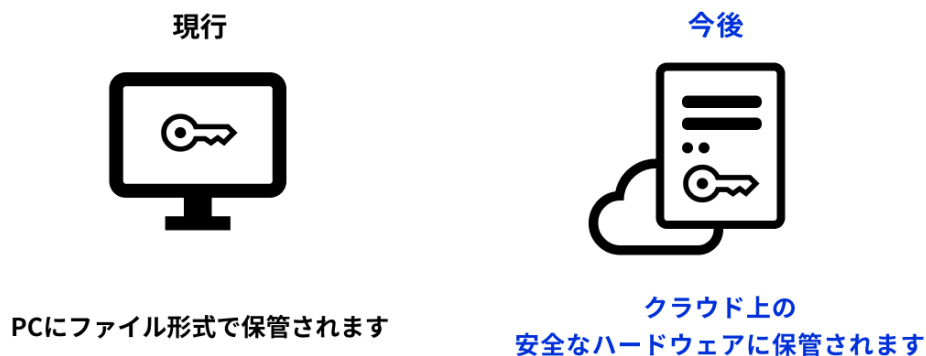 現行
今後
PCにファイル形式で保管されます
クラウド上の
安全なハードウェアに保管されます